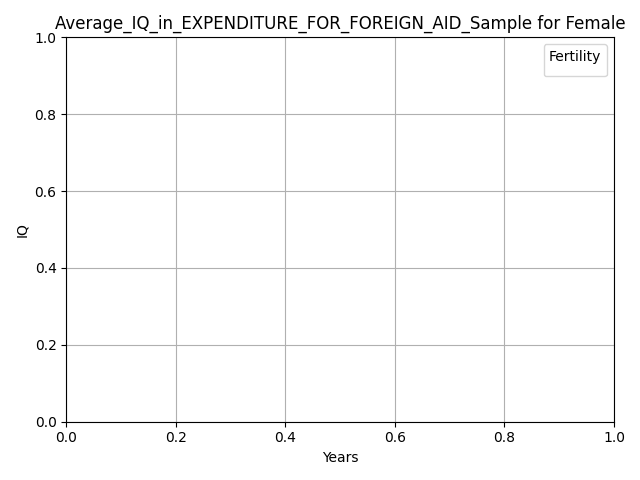 Average_IQ_in_EXPENDITURE_FOR_FOREIGN_AID_Sample for Female
1.0
Fertility
0.8
0.6
IQ
0.4
0.2
0.0
0.0 0.2 0.4 0.6 0.8 1.0
Years